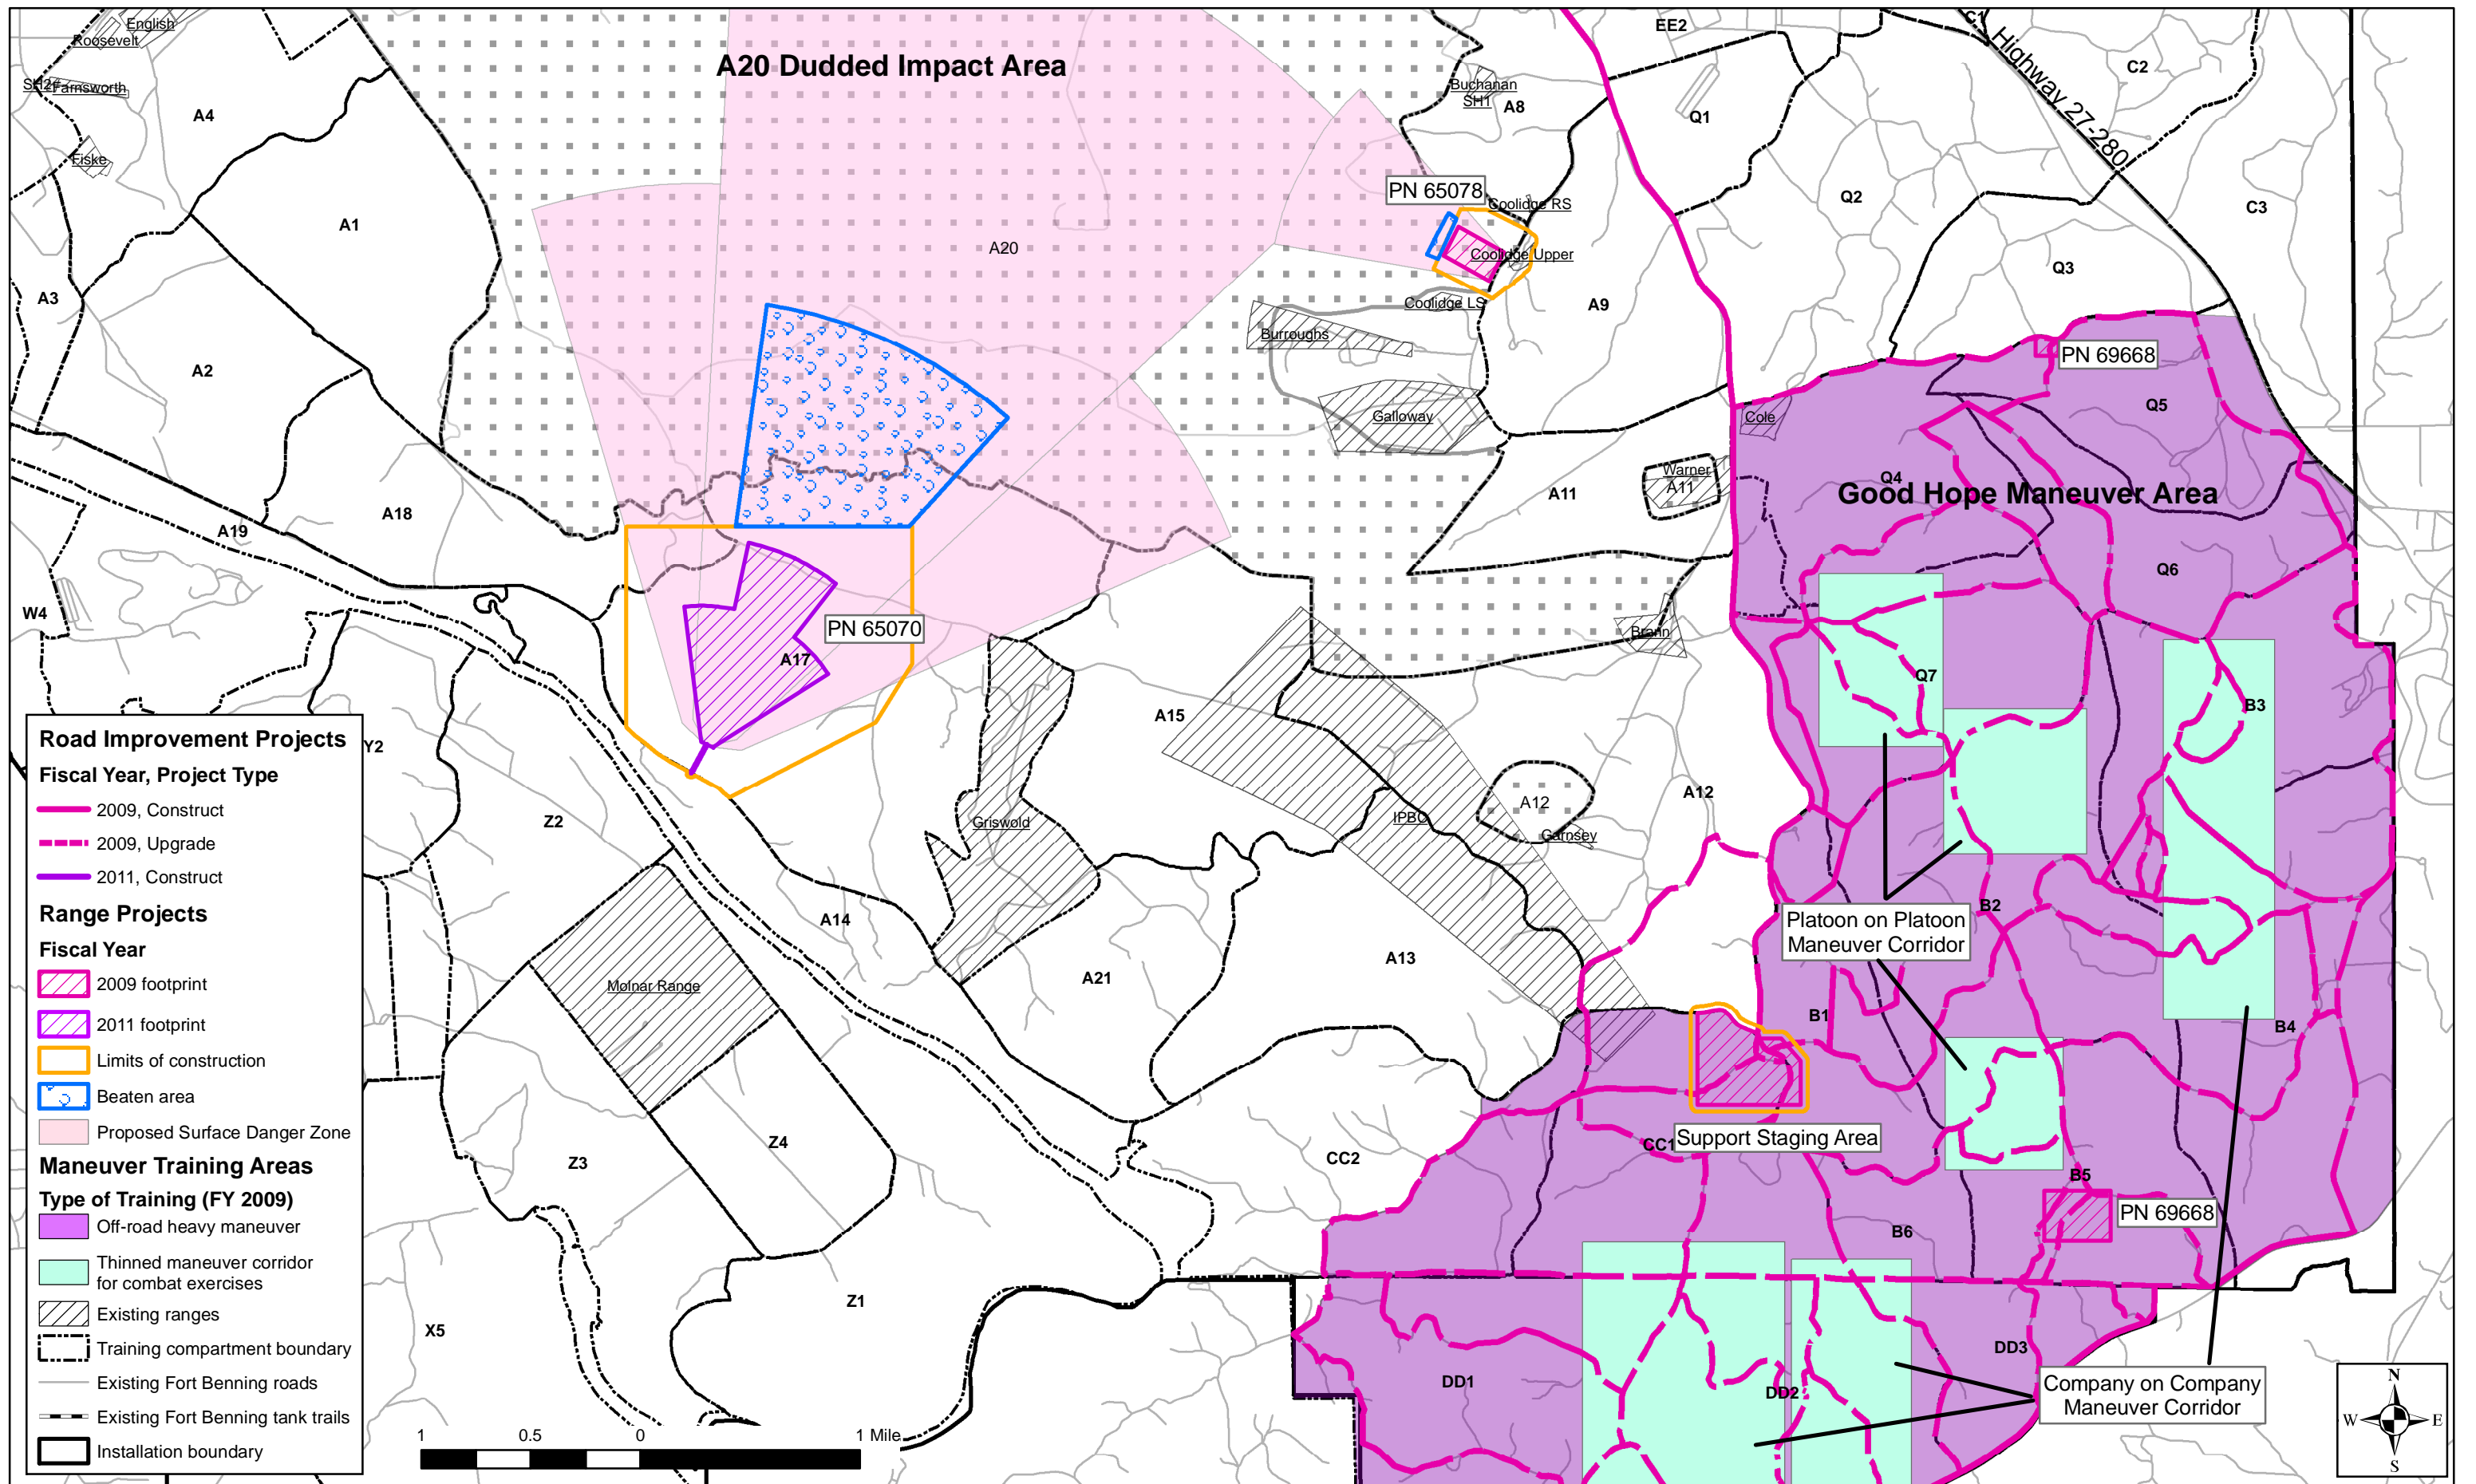 English
Roosevelt
SH2
Farnsworth
Fiske
A4
A1
A3
A2
A18
A19
W4
A20 Dudded Impact Area
A20
Buchanan
SH1
A8
EE2
C1
Highway 27-280
C2
Q1
PN 65078
Coolidge RS
Coolidge Upper
Coolidge LS
Burroughs
Galloway
A9
Q2
Q3
C3
PN 69668
Cole
Q5
Warner
A11
A11
Q4
Good Hope Maneuver Area
Q6
Brann
Q7
B3
PN 65070
A17
A15
Griswold
IPBC
A12
A12
Garnsey
Y2
Z2
A14
Molnar Range
A21
A13
Platoon on Platoon
Maneuver Corridor
B2
B1
B4
Z3
Z4
CC2
CC1
Support Staging Area
B5
PN 69668
B6
Z1
X5
DD1
DD2
DD3
Company on Company
Maneuver Corridor
Road Improvement Projects
Fiscal Year, Project Type
2009, Construct
2009, Upgrade
2011, Construct
Range Projects
Fiscal Year
2009 footprint
2011 footprint
Limits of construction
Beaten area
Proposed Surface Danger Zone
Maneuver Training Areas
Type of Training (FY 2009)
Off-road heavy maneuver
Thinned maneuver corridor
for combat exercises
Existing ranges
Training compartment boundary
Existing Fort Benning roads
Existing Fort Benning tank trails
Installation boundary
1 0.5 0 1 Mile
N
W E
S